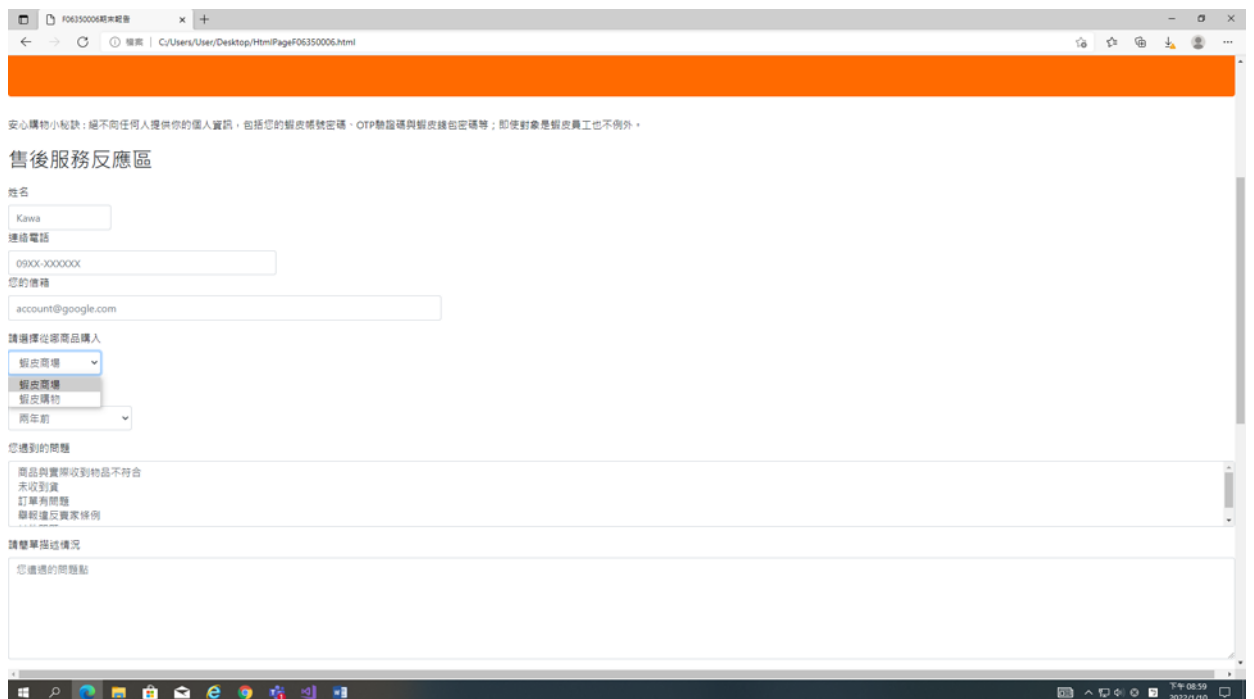 F06350006期末報告
檔案 | C:/Users/User/Desktop/HtmlPageF06350006.html
安心購物小秘訣：絕不向任何人提供你的個人資訊，包括您的蝦皮帳號密碼、OTP驗證碼與蝦皮錢包密碼等；即使對象是蝦皮員工也不例外。
售後服務反應區
姓名
Kawa
連絡電話
09XX-XXXXXX
您的信箱
account@google.com
請選擇從哪商品購入
蝦皮商場
蝦皮商場
蝦皮購物
兩年前
您遇到的問題
商品與實際收到物品不符合
未收到貨
訂單有問題
舉報違反賣家條例
請簡單描述情況
您遭遇的問題點
下午 08:59
2022/1/10